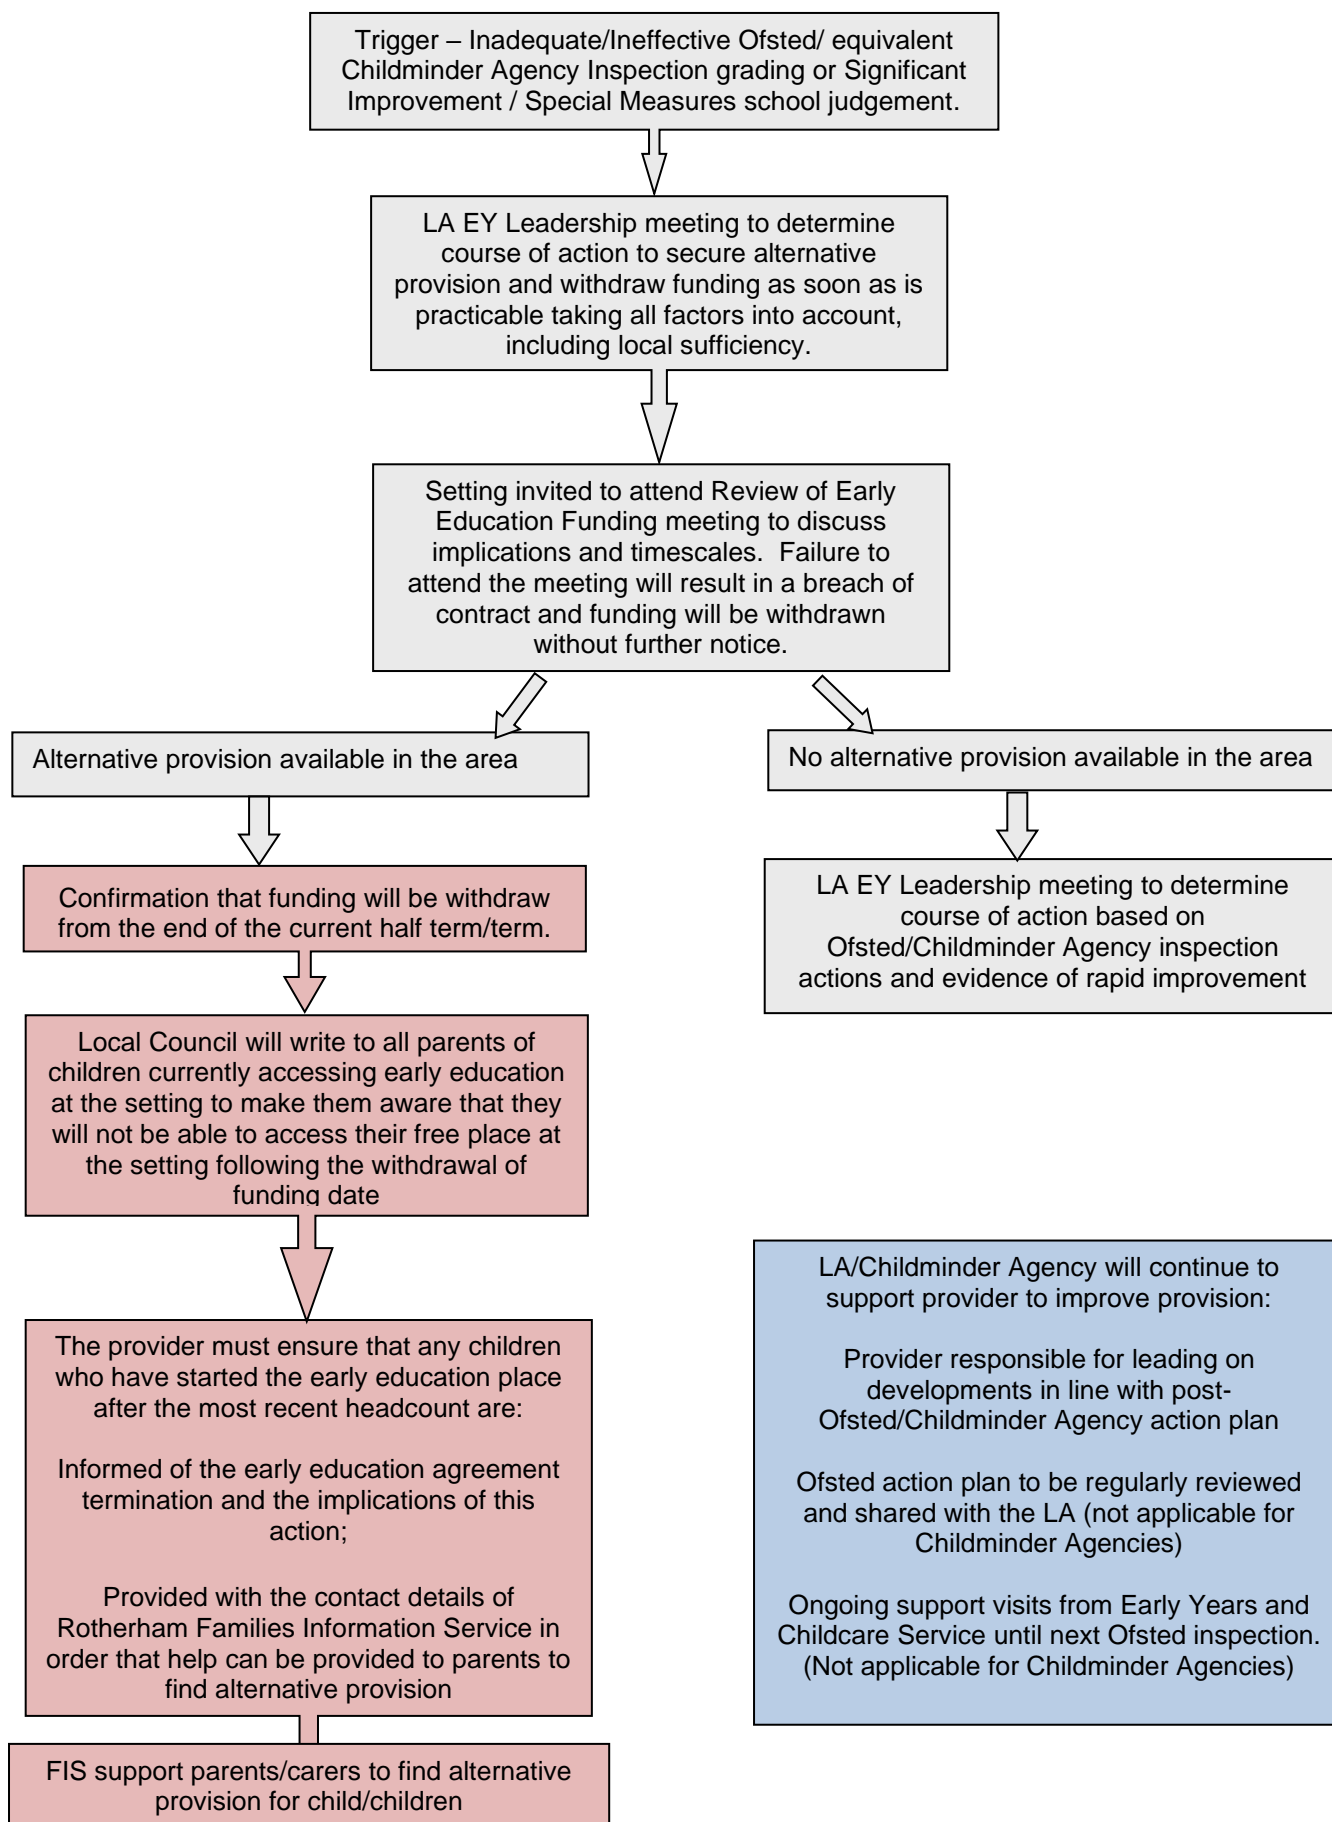 Trigger – Inadequate/Ineffective Ofsted/ equivalent
Childminder Agency Inspection grading or Significant
Improvement / Special Measures school judgement.
LA EY Leadership meeting to determine
course of action to secure alternative
provision and withdraw funding as soon as is
practicable taking all factors into account,
including local sufficiency.
Setting invited to attend Review of Early
Education Funding meeting to discuss
implications and timescales.  Failure to
attend the meeting will result in a breach of
contract and funding will be withdrawn
without further notice.
Alternative provision available in the area
No alternative provision available in the area
Confirmation that funding will be withdraw
from the end of the current half term/term.
LA EY Leadership meeting to determine
course of action based on
Ofsted/Childminder Agency inspection
actions and evidence of rapid improvement
Local Council will write to all parents of
children currently accessing early education
at the setting to make them aware that they
will not be able to access their free place at
the setting following the withdrawal of
funding date
The provider must ensure that any children
who have started the early education place
after the most recent headcount are:
Informed of the early education agreement
termination and the implications of this
action;
Provided with the contact details of
Rotherham Families Information Service in
order that help can be provided to parents to
find alternative provision
FIS support parents/carers to find alternative
provision for child/children
LA/Childminder Agency will continue to
support provider to improve provision:
Provider responsible for leading on
developments in line with post-
Ofsted/Childminder Agency action plan
Ofsted action plan to be regularly reviewed
and shared with the LA (not applicable for
Childminder Agencies)
Ongoing support visits from Early Years and
Childcare Service until next Ofsted inspection.
(Not applicable for Childminder Agencies)